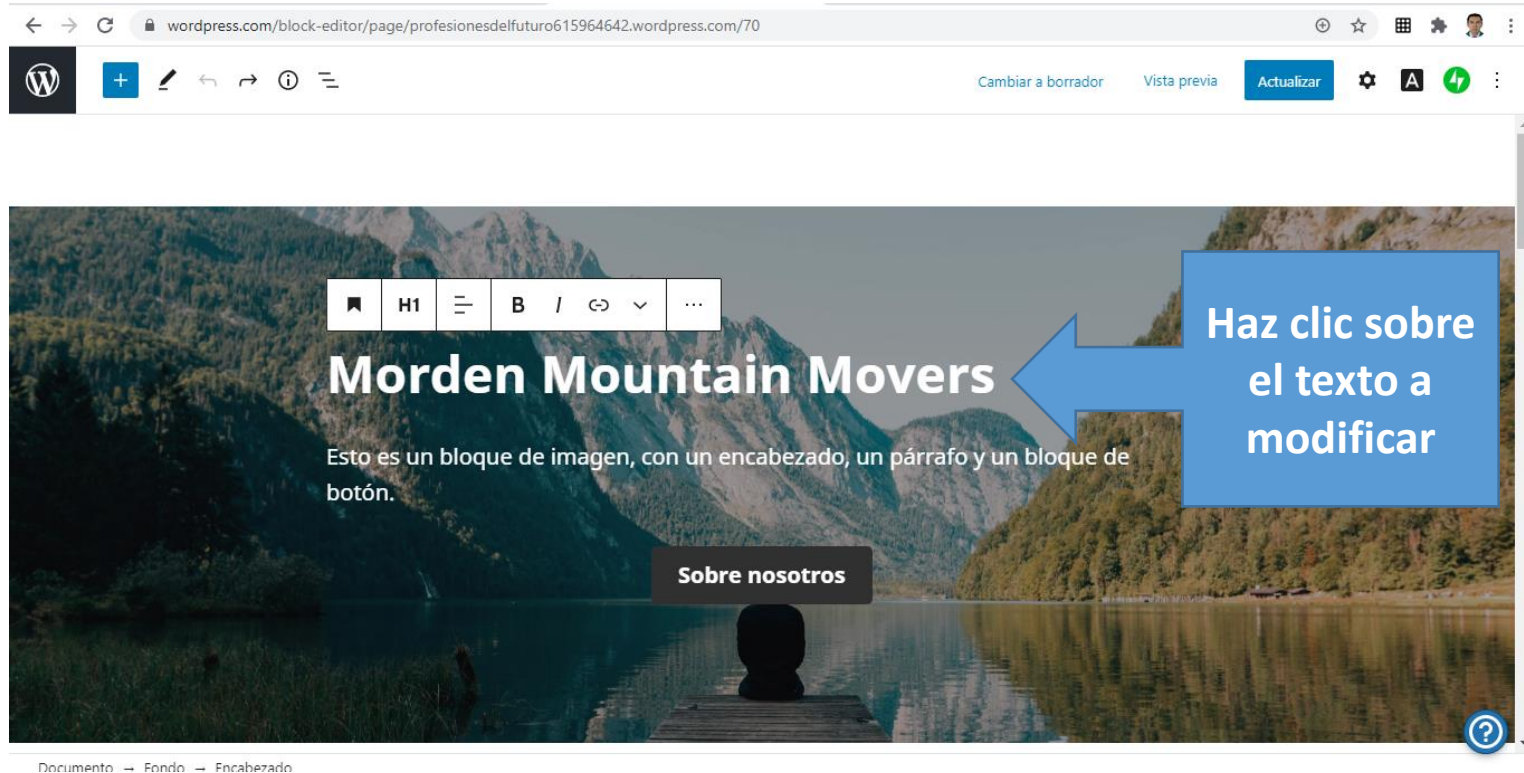 wordpress.com/block-editor/page/profesionesdelfuturo615964642.wordpress.com/70
Cambiar a borrador Vista previa Actualizar A
H1 B I
Morden Mountain Movers
Esto es un bloque de imagen, con un encabezado, un párrafo y un bloque de
botón.
Sobre nosotros
Haz clic sobre
el texto a
modificar
Documento → Fondo → Encabezado